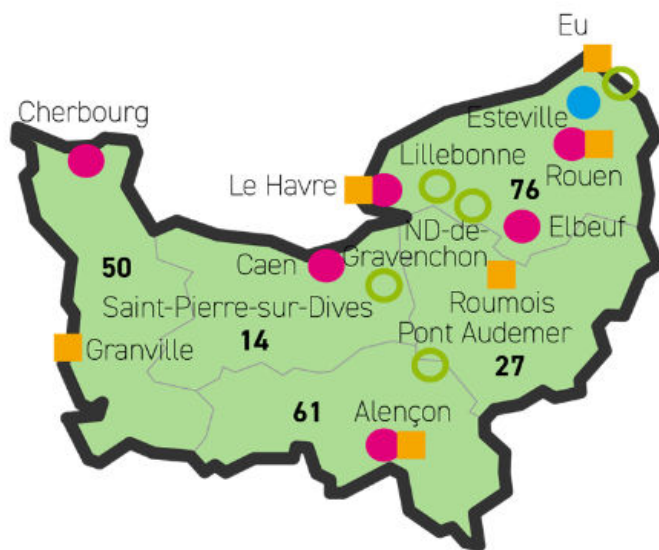 Eu
Cherbourg
Esteville
Lillebonne
Le Havre
Rouen
76
ND-de-
Gravenchon
Elbeuf
50
Caen
Saint-Pierre-sur-Dives
Roumois
Pont Audemer
Granville
14
27
61
Alençon